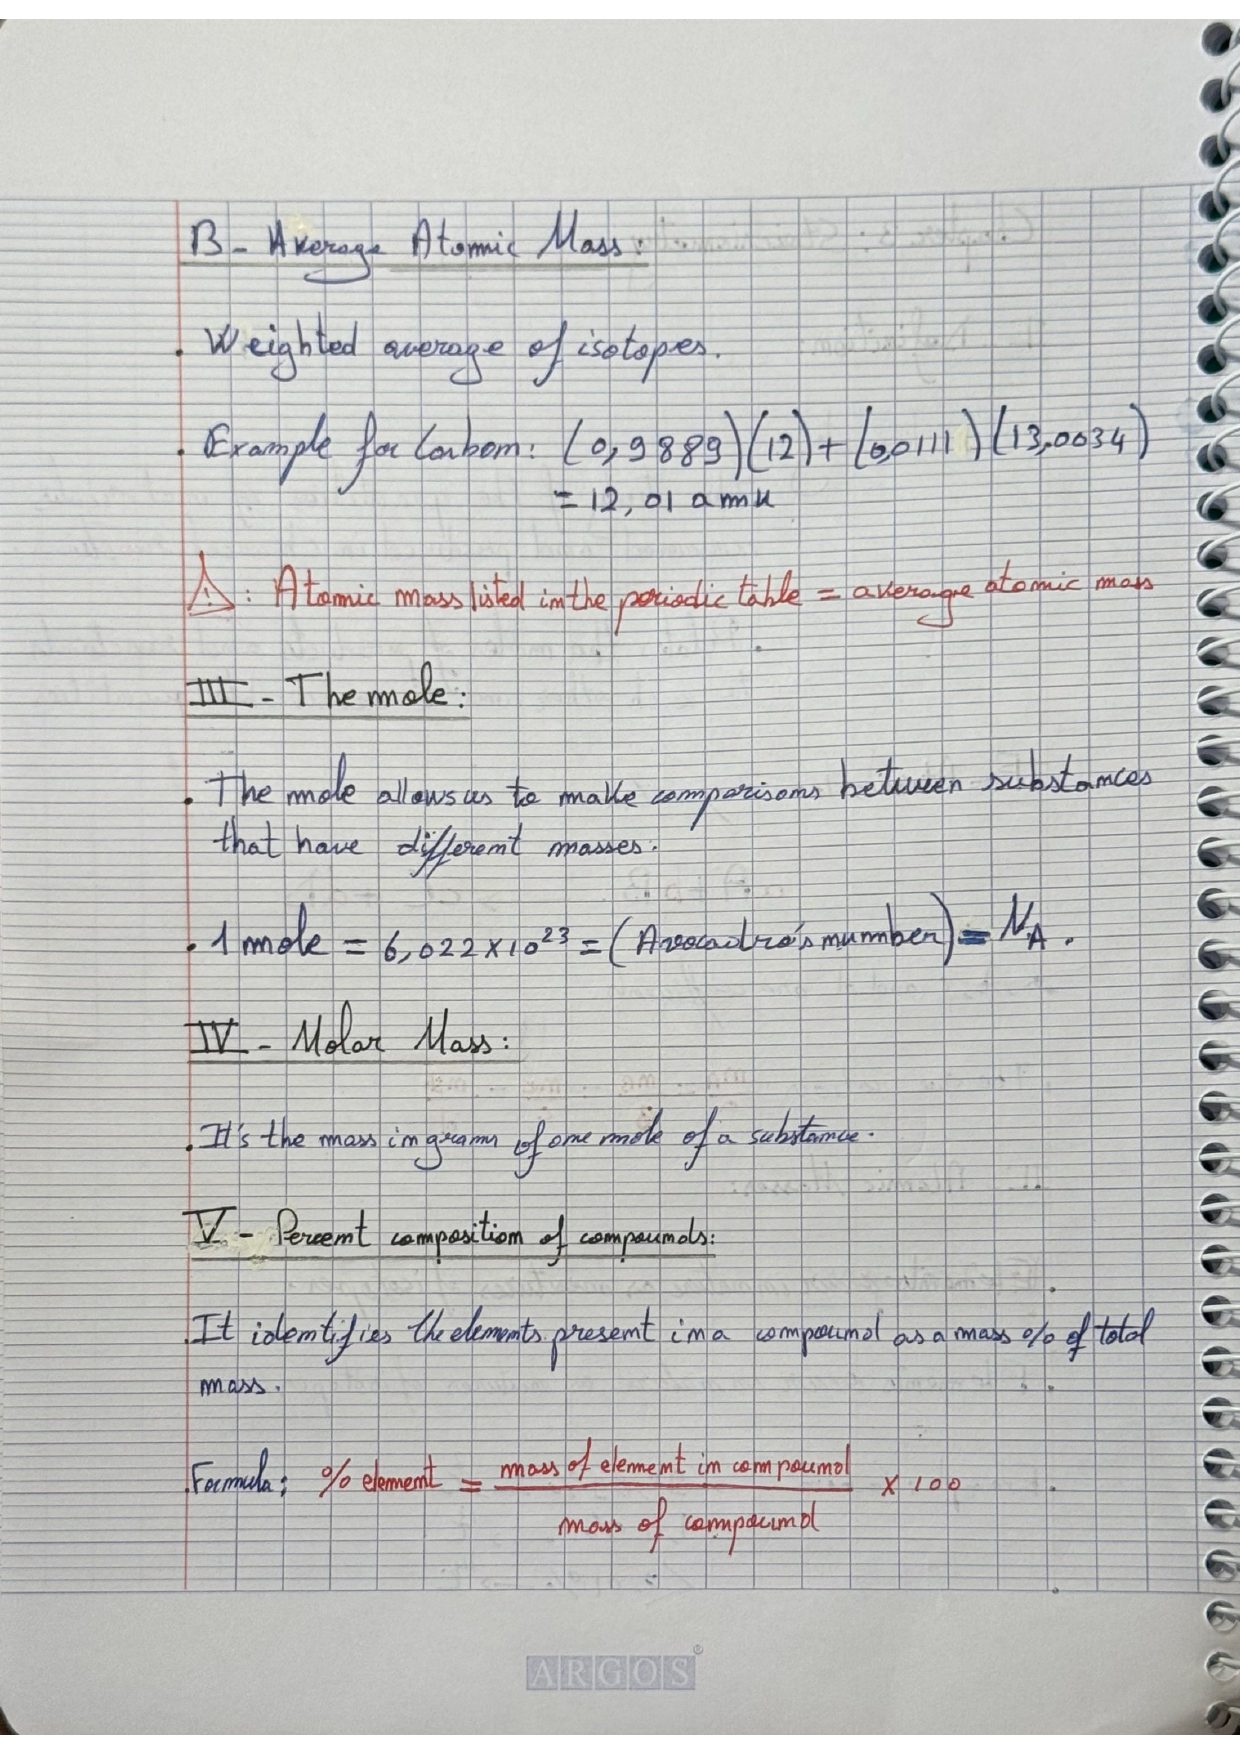 B - Average Atomic Mass:
. Weighted average of isotopes.
. Example for Carbon: (0,9889)(12)+(0,0111)(13,0034)
= 12,01 amu
⚠: Atomic mass listed in the periodic table = average atomic mass
III - The mole:
. The mole allows us to make comparisons between substances
that have different masses.
. 1 mole = 6,022 x 10²³ = (Avocadro's number) = N_A.
IV - Molar Mass:
. It's the mass in grams of one mole of a substance.
V - Percent composition of compounds:
. It identifies the elements present in a compound as a mass % of total
mass.
Formula: % element = mass of element in compound / mass of compound x 100
ARGOS®